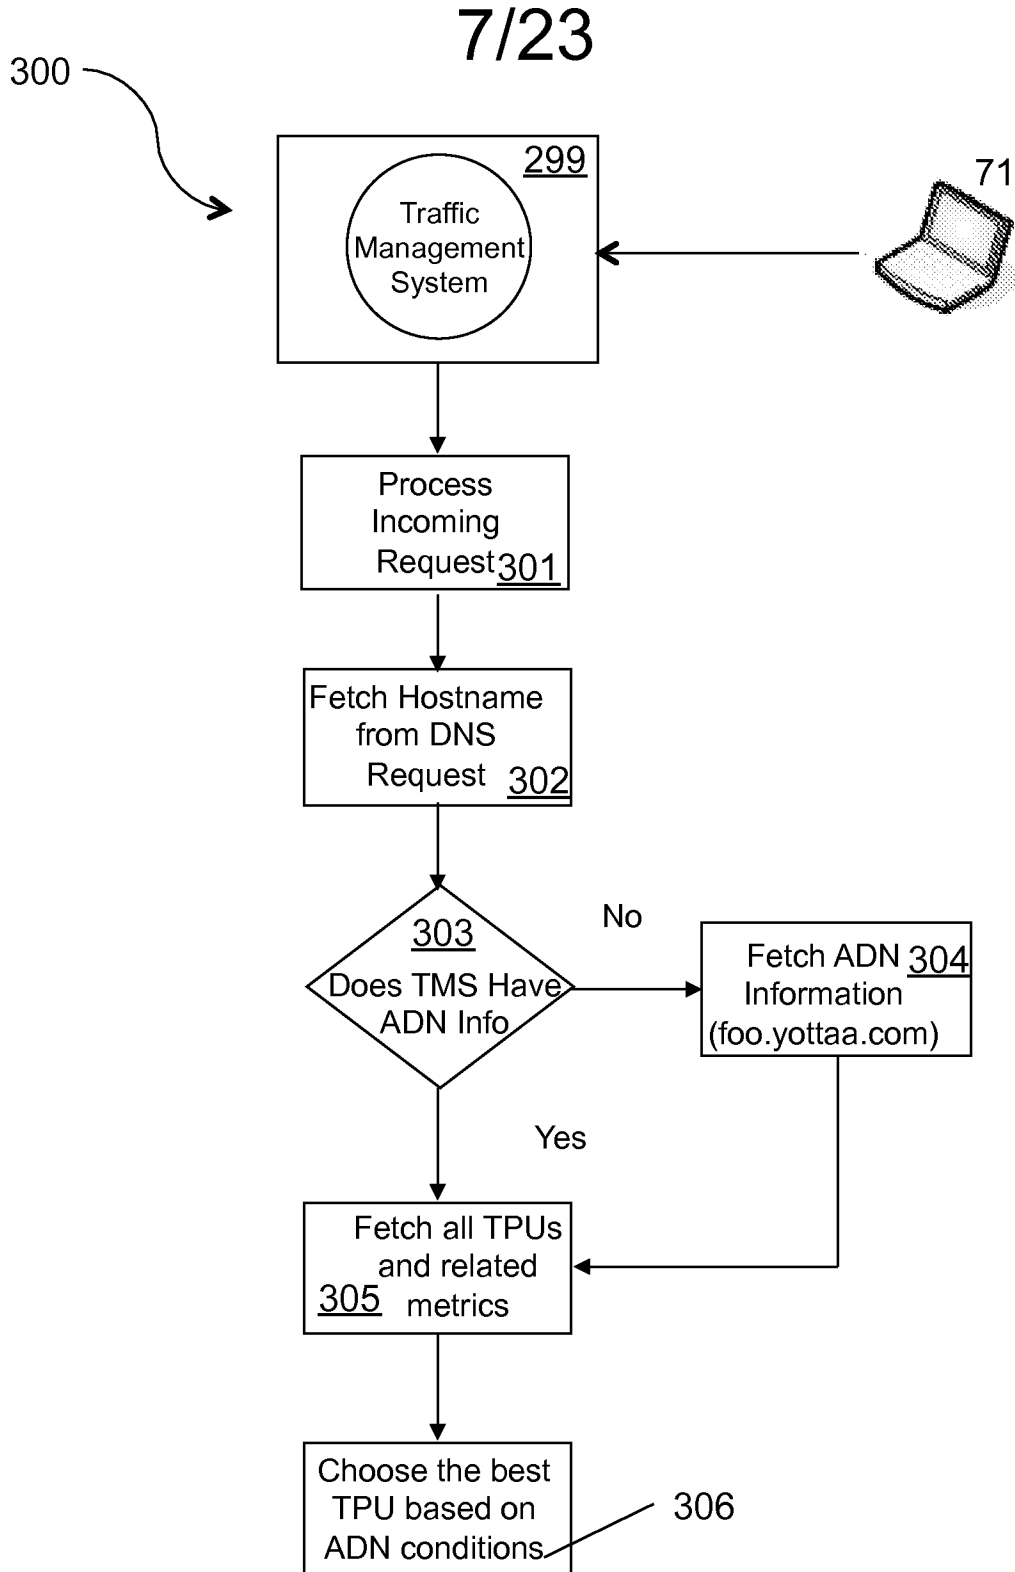 7/23
300
299
Traffic
Management
System
71
Process
Incoming
Request 301
Fetch Hostname
from DNS
Request 302
303
Does TMS Have
ADN Info
No
Fetch ADN 304
Information
(foo.yottaa.com)
Yes
Fetch all TPUs
and related
305 metrics
Choose the best
TPU based on
ADN conditions
306